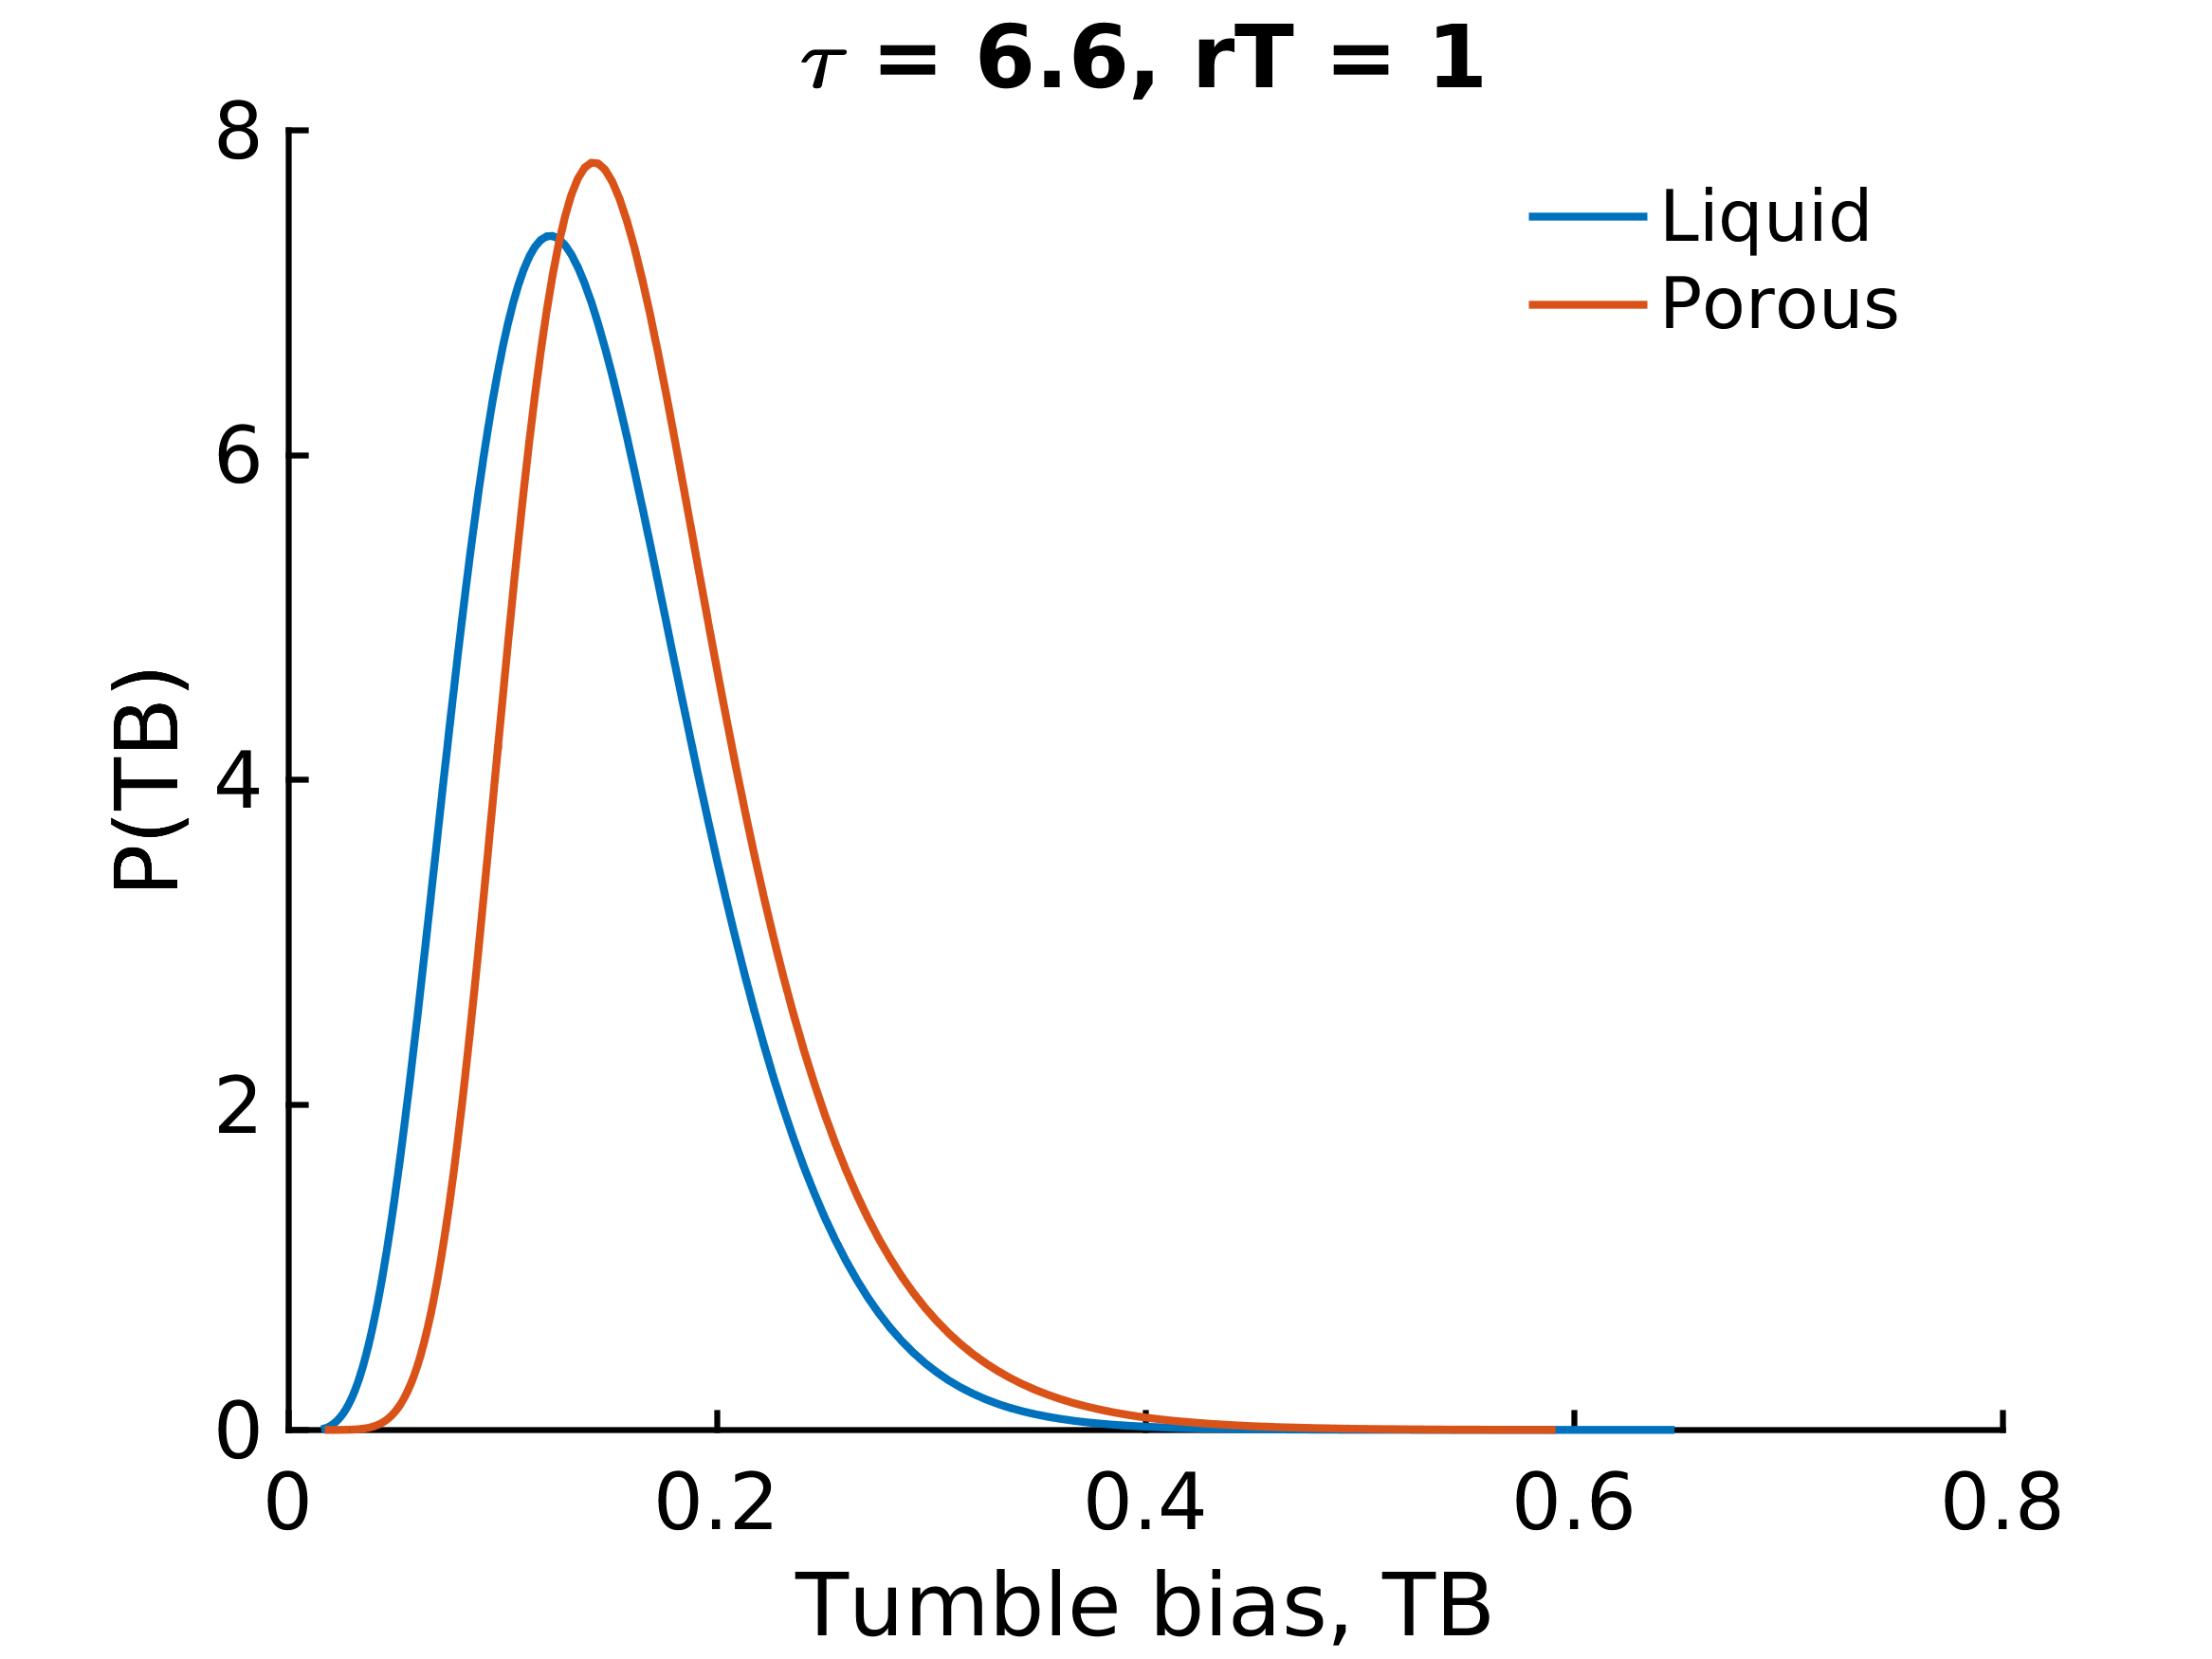 τ = 6.6, rT = 1
Liquid
Porous
8
6
4
2
0
P(TB)
0 0.2 0.4 0.6 0.8
Tumble bias, TB